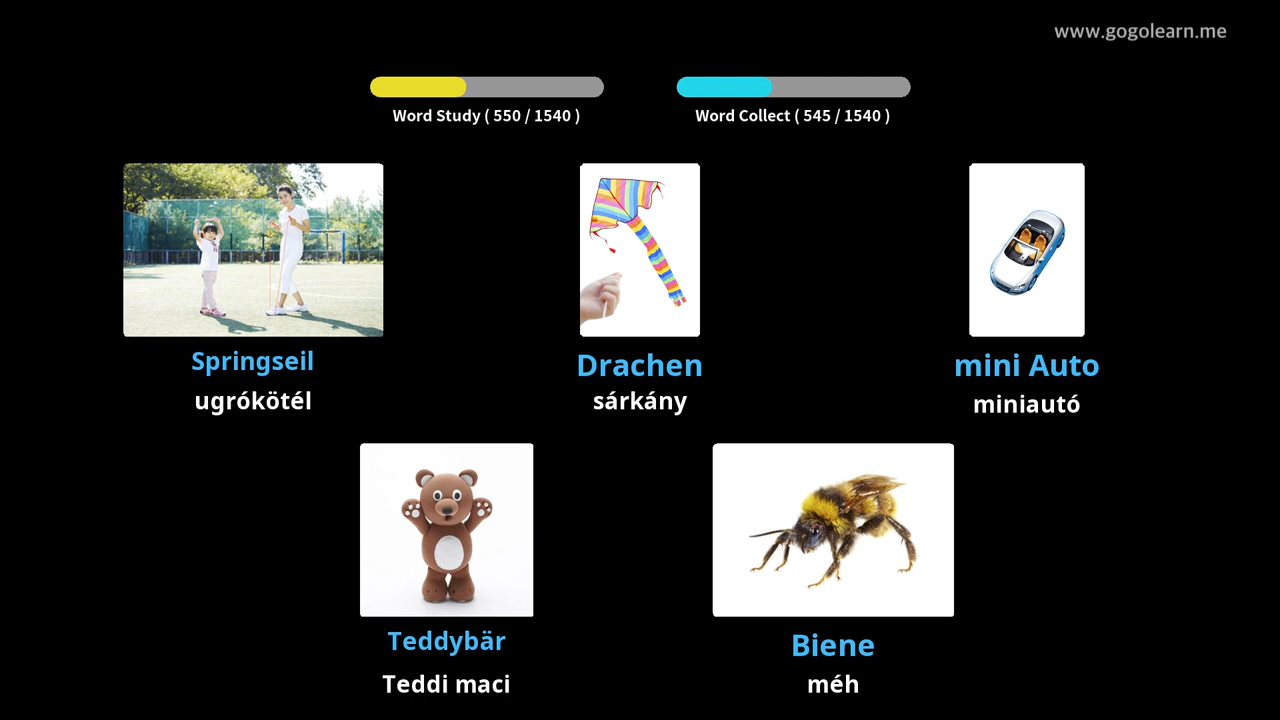 www.gogolearn.me
Word Study ( 550 / 1540 )
Word Collect ( 545 / 1540 )
Springseil
ugrókötél
Drachen
sárkány
mini Auto
miniautó
Teddybär
Teddi maci
Biene
méh